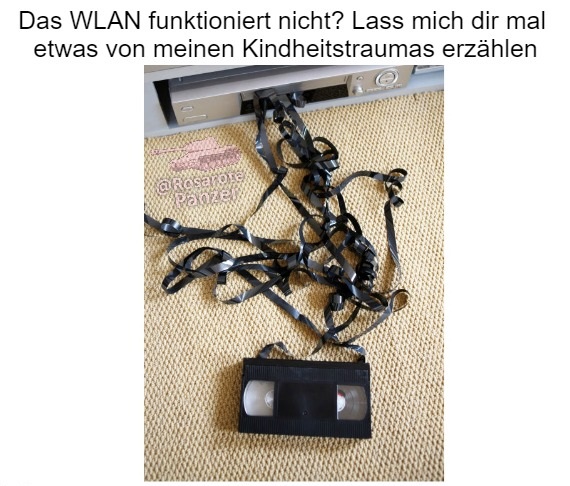 Das WLAN funktioniert nicht? Lass mich dir mal
etwas von meinen Kindheitstraumas erzählen
@Rosarote
Panzer